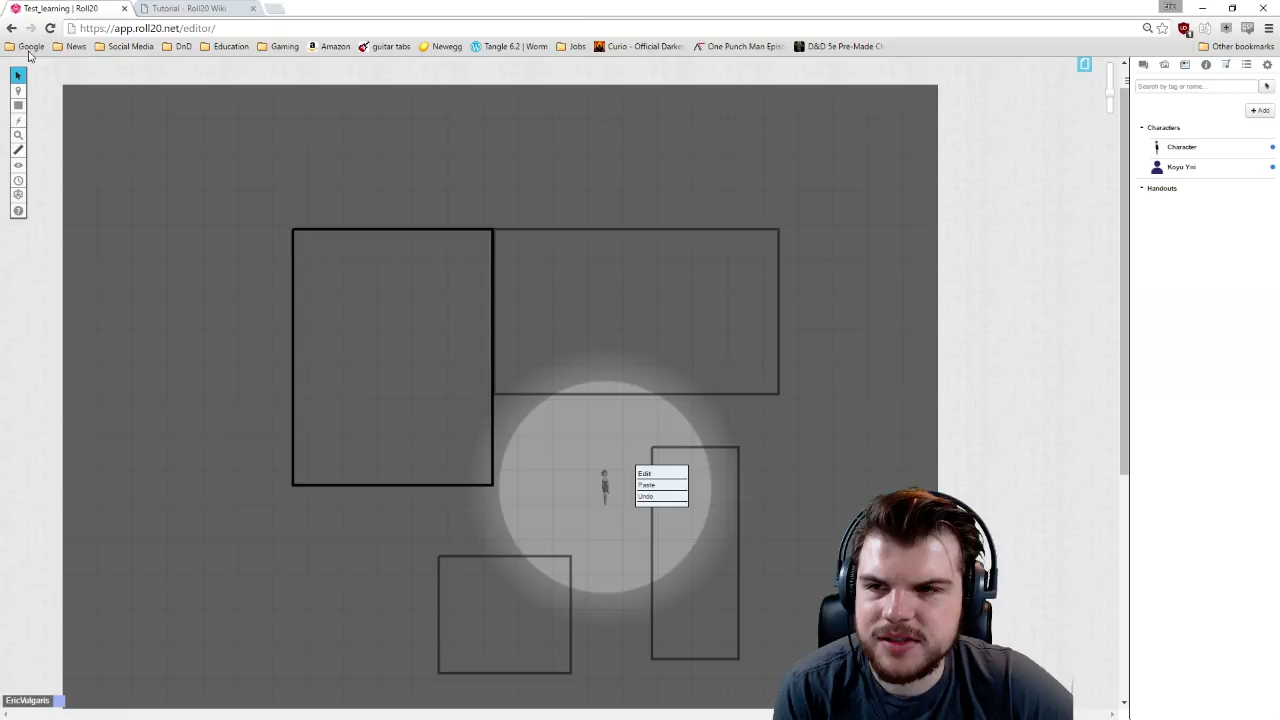 Test_learning | Roll20
Tutorial - Roll20 Wiki
Eric
https://app.roll20.net/editor/
Google
News
Social Media
DnD
Education
Gaming
Amazon
guitar tabs
Newegg
Tangle 6.2 | Worm
Jobs
Curio - Official Darke
One Punch Man Epis
D&D 5e Pre-Made Ch
Other bookmarks
Search by tag or name...
+ Add
Characters
Character
Koyu Yni
Handouts
Edit
Paste
Undo
EricVulgaris